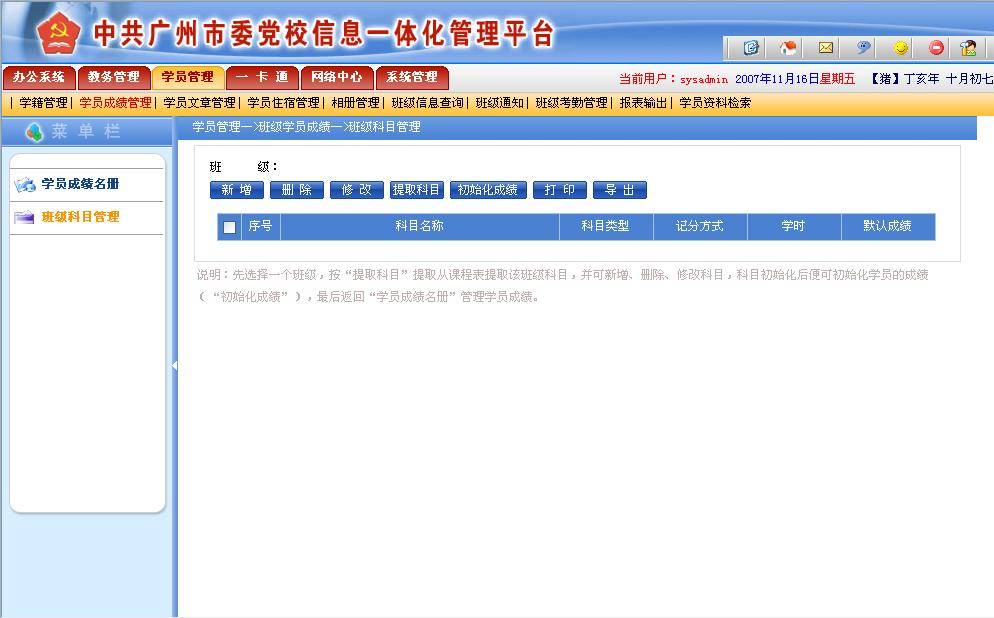 中共广州市委党校信息一体化管理平台
办公系统 教务管理 学员管理 一 卡 通 网络中心 系统管理 当前用户：sysadmin 2007年11月16日星期五 【猪】丁亥年 十月初七
| 学籍管理| 学员成绩管理| 学员文章管理| 学员住宿管理| 相册管理| 班级信息查询| 班级通知| 班级考勤管理| 报表输出| 学员资料检索
菜 单 栏
学员管理—>班级学员成绩—>班级科目管理
学员成绩名册
班级科目管理
班 级：
新 增 删 除 修 改 提取科目 初始化成绩 打 印 导 出
序号 科目名称 科目类型 记分方式 学时 默认成绩
说明：先选择一个班级，按“提取科目”提取从课程表提取该班级科目，并可新增、删除、修改科目，科目初始化后便可初始化学员的成绩
（ “初始化成绩” ），最后返回“学员成绩名册”管理学员成绩。